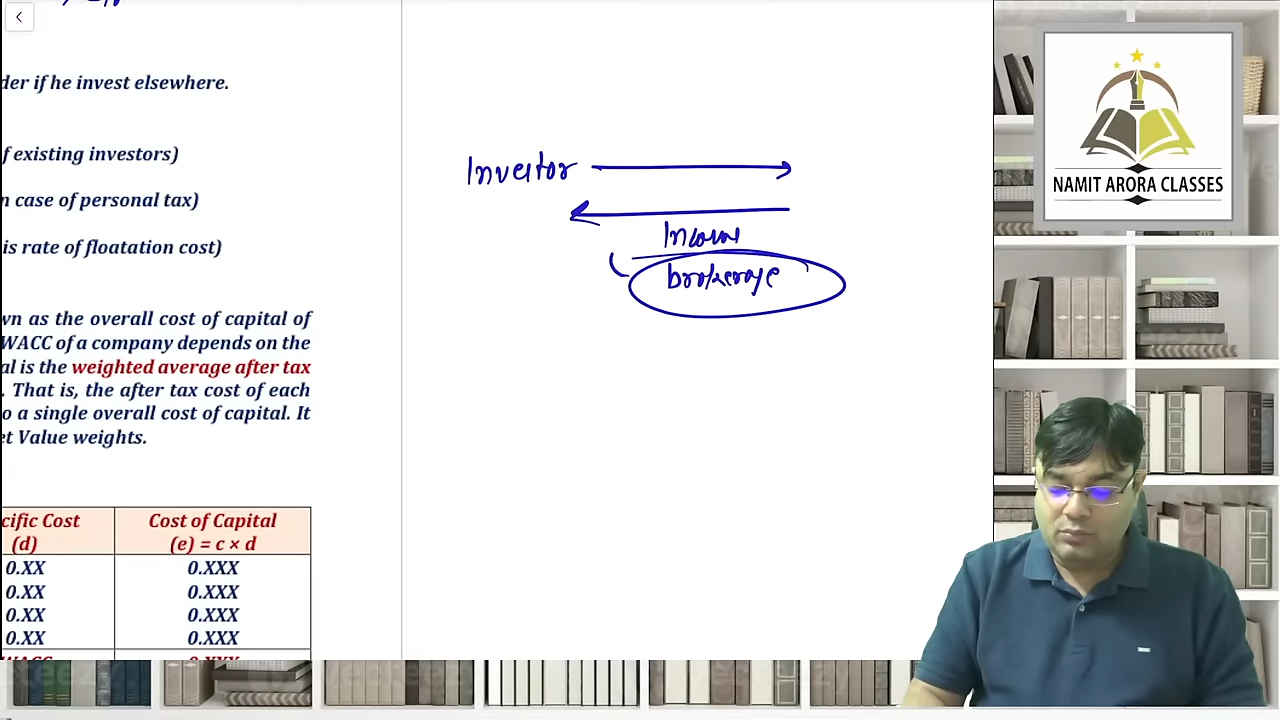 der if he invest elsewhere.
f existing investors)
n case of personal tax)
is rate of floatation cost)
wn as the overall cost of capital of
WACC of a company depends on the
al is the weighted average after tax
. That is, the after tax cost of each
o a single overall cost of capital. It
et Value weights.
cific Cost Cost of Capital
(d) (e) = c × d
0.XX 0.XXX
0.XX 0.XXX
0.XX 0.XXX
0.XX 0.XXX
WACC 0.XXX
Investor
Income
brokerage
NAMIT ARORA CLASSES